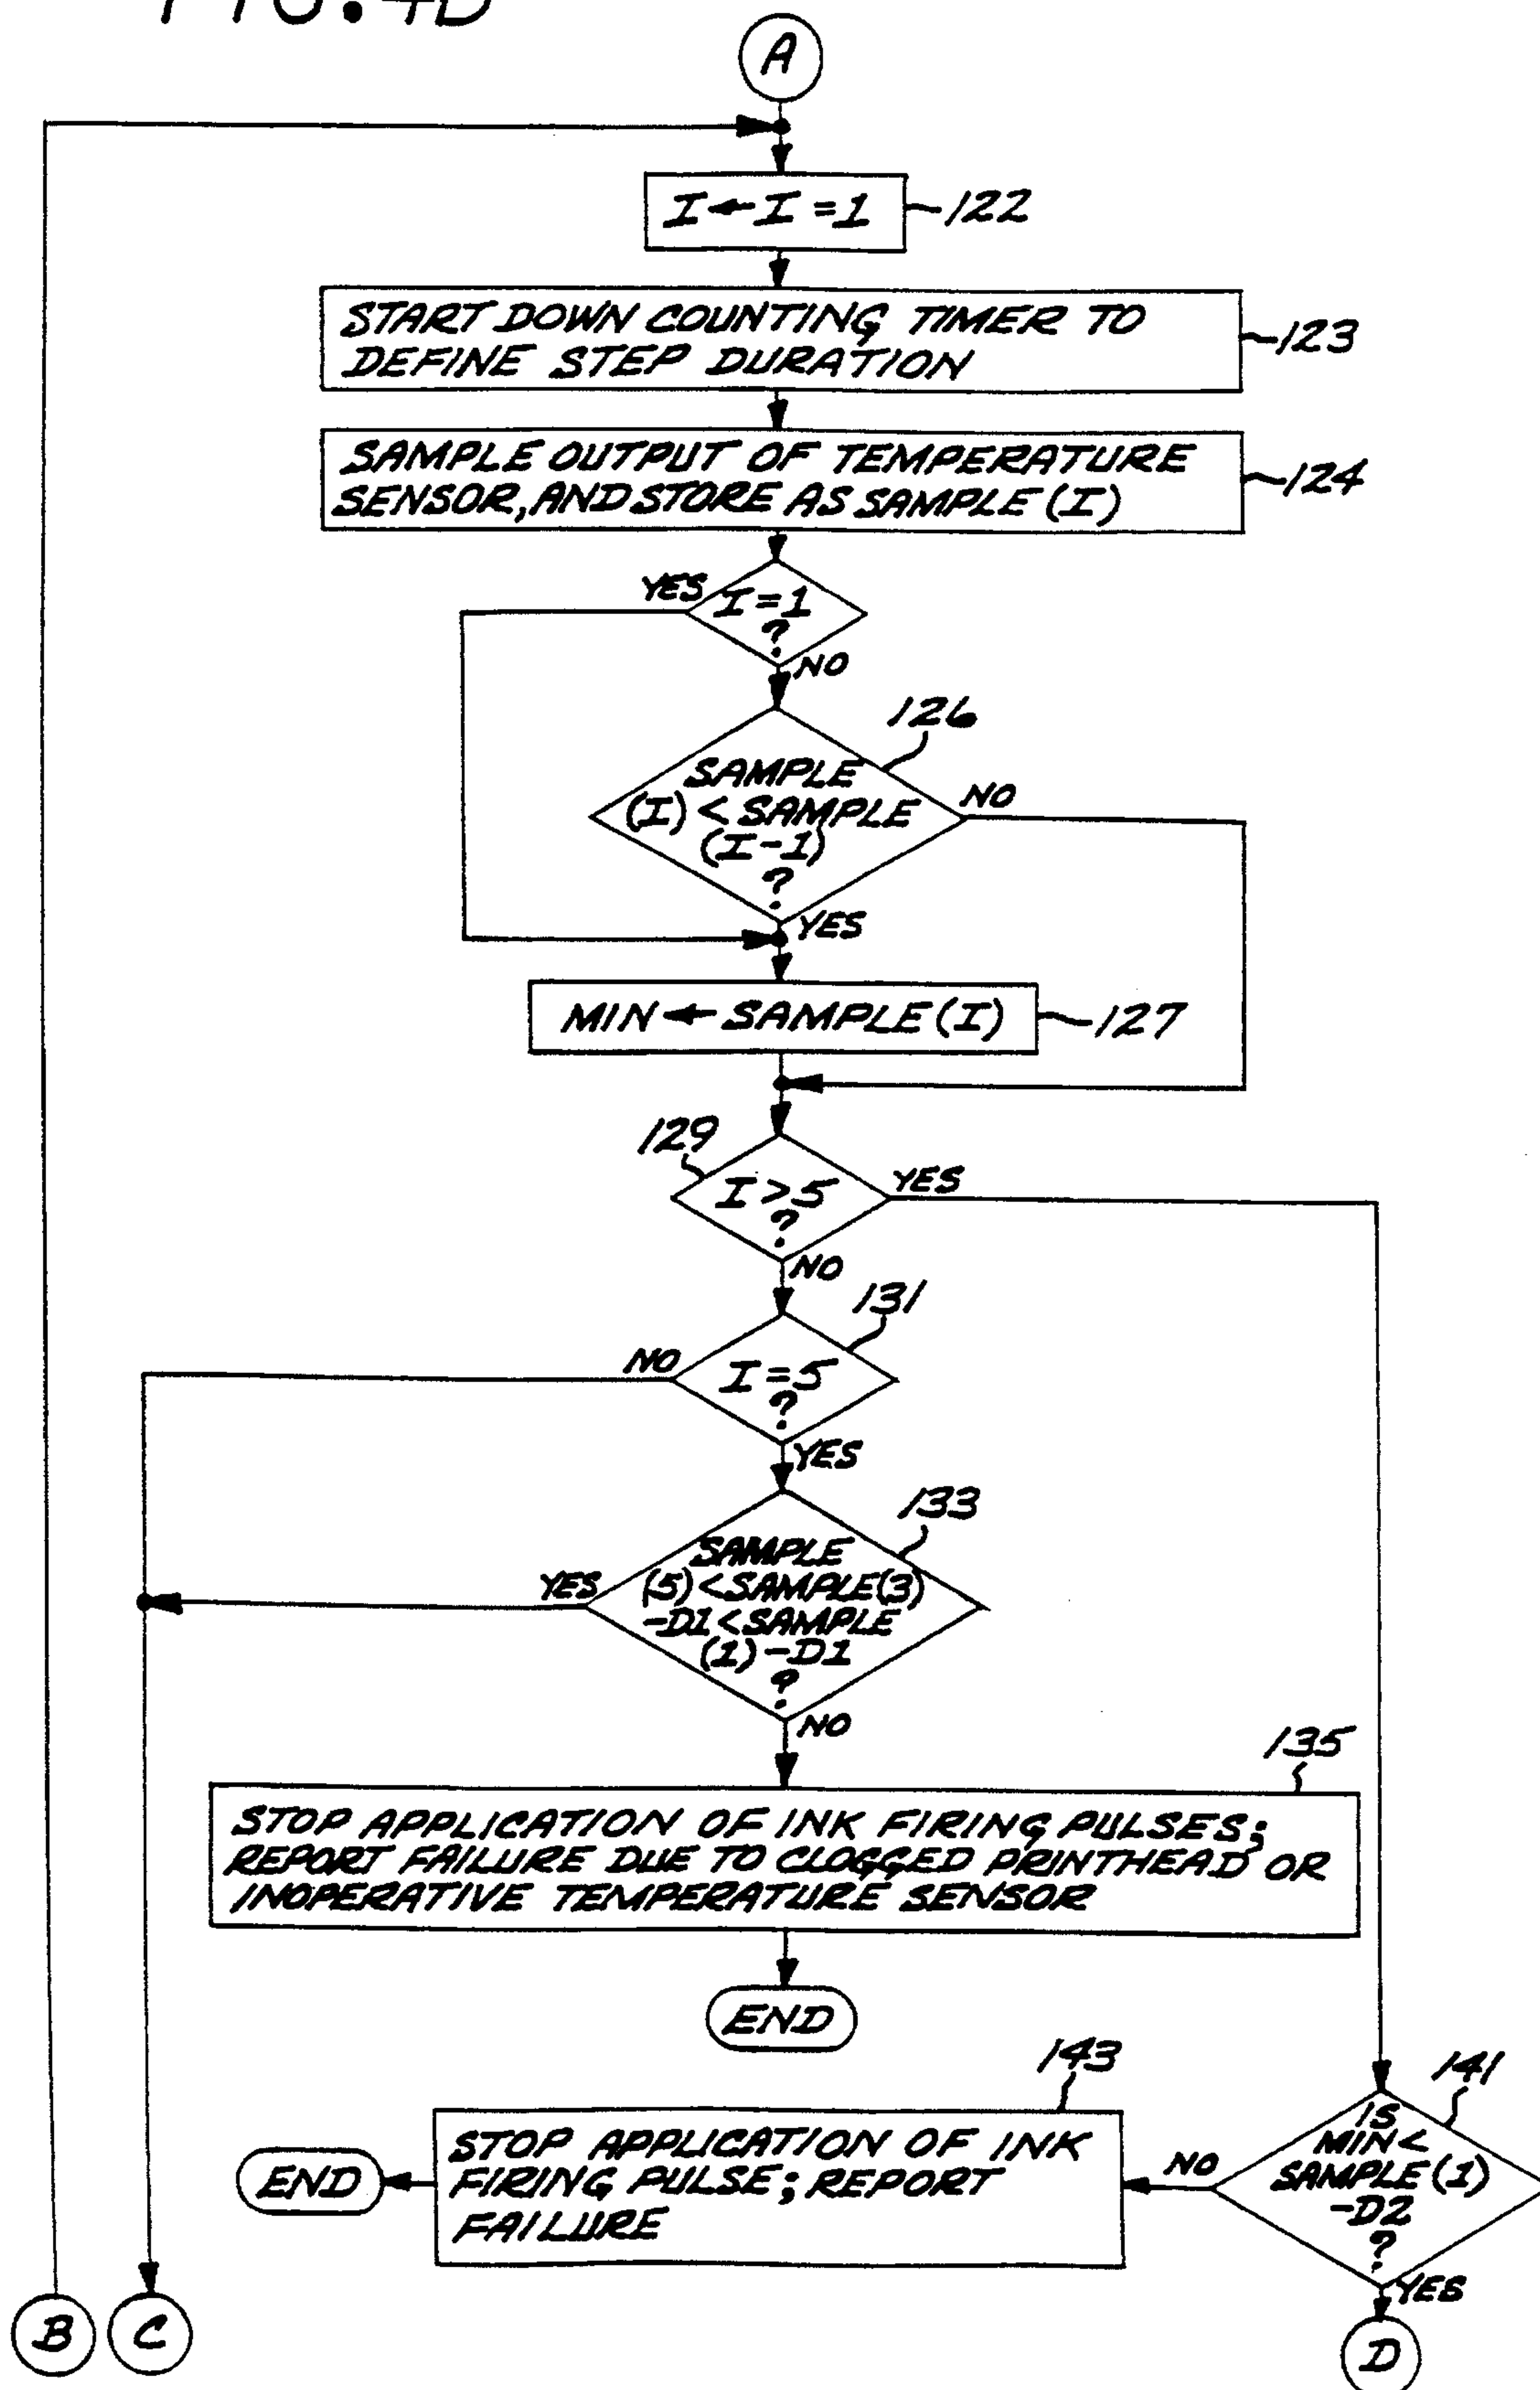 FIG. 4B
A
I ← I = 1
122
START DOWN COUNTING TIMER TO
DEFINE STEP DURATION
123
SAMPLE OUTPUT OF TEMPERATURE
SENSOR, AND STORE AS SAMPLE (I)
124
YES
I = 1
?
NO
126
SAMPLE
(I) < SAMPLE
(I-1)
?
NO
YES
MIN ← SAMPLE (I)
127
129
I > 5
?
YES
NO
131
NO
I = 5
?
YES
133
YES
SAMPLE
(5) < SAMPLE(3)
-D1 < SAMPLE
(1) -D1
?
NO
135
STOP APPLICATION OF INK FIRING PULSES;
REPORT FAILURE DUE TO CLOGGED PRINTHEAD OR
INOPERATIVE TEMPERATURE SENSOR
END
143
141
END
STOP APPLICATION OF INK
FIRING PULSE; REPORT
FAILURE
NO
IS
MIN <
SAMPLE (1)
-D2
?
YES
B
C
D